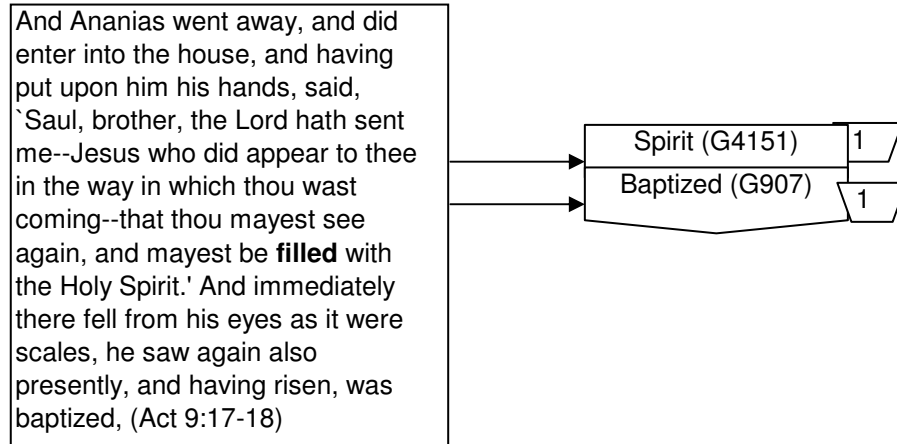 And Ananias went away, and did
enter into the house, and having
put upon him his hands, said,
`Saul, brother, the Lord hath sent
me--Jesus who did appear to thee
in the way in which thou wast
coming--that thou mayest see
again, and mayest be filled with
the Holy Spirit.' And immediately
there fell from his eyes as it were
scales, he saw again also
presently, and having risen, was
baptized, (Act 9:17-18)
Spirit (G4151)
1
Baptized (G907)
1